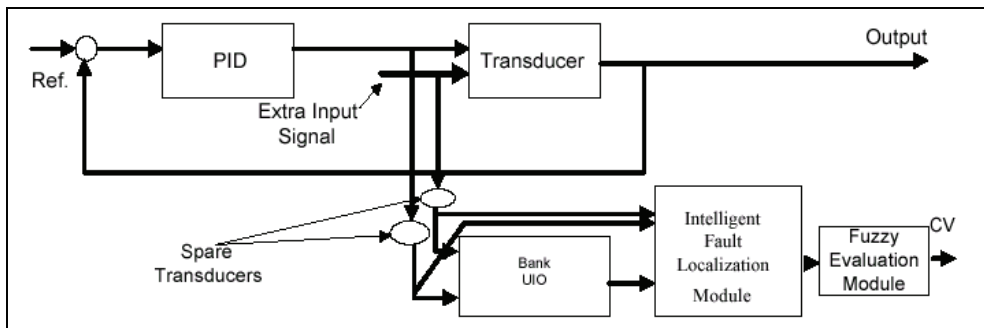 Ref.
PID
Extra Input
Signal
Transducer
Output
Spare
Transducers
Bank
UIO
Intelligent
Fault
Localization
Module
Fuzzy
Evaluation
Module
CV